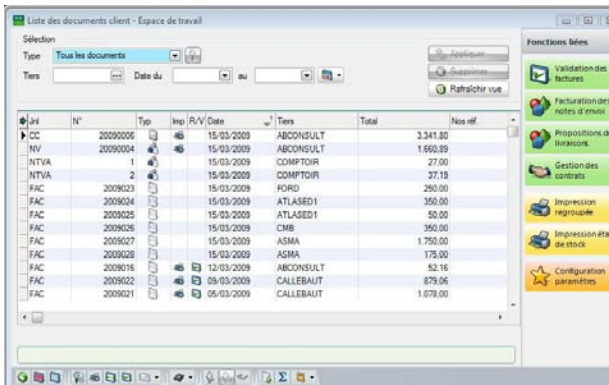 Liste des documents client - Espace de travail
Sélection
Type Tous les documents
Appliquer
Tiers Date du au
Supprimer
Rafraîchir vue
Jnl N° Typ Imp R/V Date Tiers Total Nos réf.
CC 20090006 15/03/2009 ABCONSULT 3.341,80
NV 20090004 15/03/2009 ABCONSULT 1.660,89
NTVA 1 15/03/2009 COMPTOIR 27,00
NTVA 2 15/03/2009 COMPTOIR 37,19
FAC 2009023 15/03/2009 FORD 250,00
FAC 2009024 15/03/2009 ATLASED1 350,00
FAC 2009025 15/03/2009 ATLASED1 50,00
FAC 2009026 15/03/2009 CMB 350,00
FAC 2009027 15/03/2009 ASMA 1.750,00
FAC 2009028 15/03/2009 ASMA 175,00
FAC 2009016 12/03/2009 ABCONSULT 52,16
FAC 2009022 09/03/2009 CALLEBAUT 879,06
FAC 2009021 05/03/2009 CALLEBAUT 1.078,00
Fonctions liées
Validation des
factures
Facturation des
notes d'envoi
Propositions de
livraisons
Gestion des
contrats
Impression
regroupée
Impression éta
de stock
Configuration
paramètres